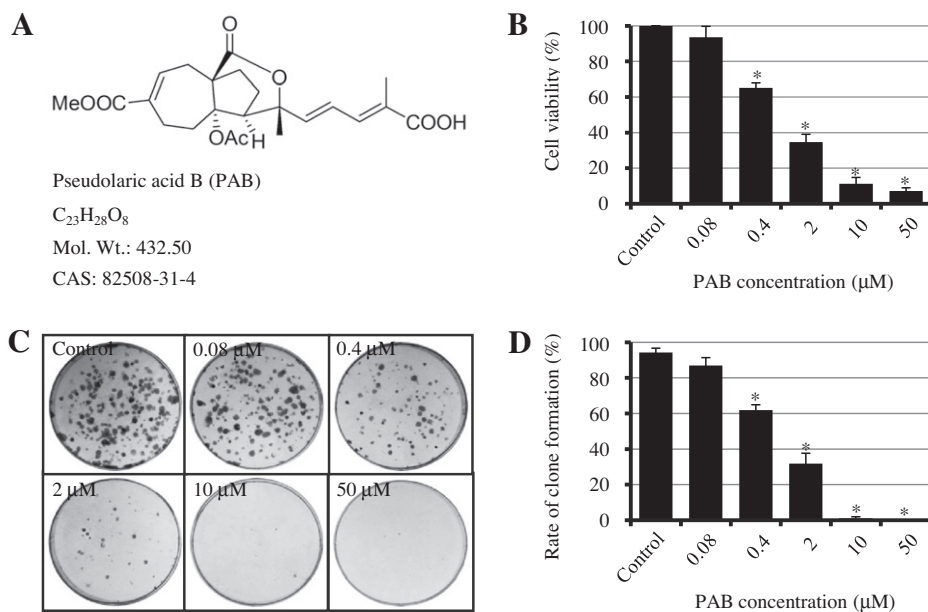 A
O
O
MeOOC
OAc
H
COOH
Pseudolaric acid B (PAB)
C₂₃H₂₈O₈
Mol. Wt.: 432.50
CAS: 82508-31-4
B
Cell viability (%)
100
80
60
40
20
0
*
*
*
*
Control
0.08
0.4
2
10
50
PAB concentration (μM)
C
Control
0.08 μM
0.4 μM
2 μM
10 μM
50 μM
D
Rate of clone formation (%)
100
80
60
40
20
0
*
*
*
*
Control
0.08
0.4
2
10
50
PAB concentration (μM)